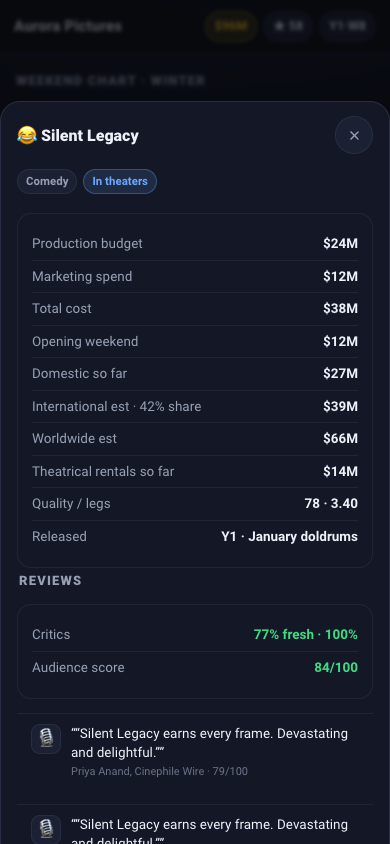 Aurora Pictures
$96M
★ 58
Y1·W8
WEEKEND CHART · WINTER
😂 Silent Legacy
×
Comedy
In theaters
Production budget $24M
Marketing spend $12M
Total cost $38M
Opening weekend $12M
Domestic so far $27M
International est · 42% share $39M
Worldwide est $66M
Theatrical rentals so far $14M
Quality / legs 78 · 3.40
Released Y1 · January doldrums
REVIEWS
Critics 77% fresh · 100%
Audience score 84/100
““Silent Legacy earns every frame. Devastating
and delightful.””
Priya Anand, Cinephile Wire · 79/100
““Silent Legacy earns every frame. Devastating
and delightful.””